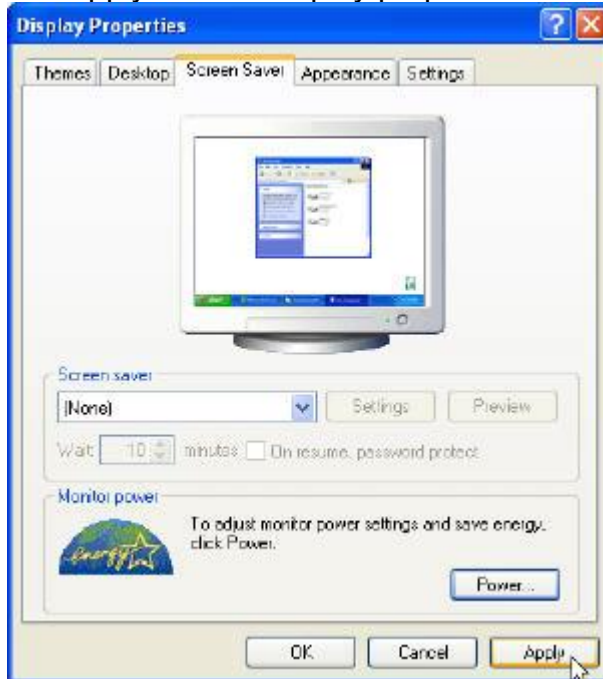 Display Properties
Themes Desktop Screen Saver Appearance Settings
Screen saver
(None) Settings Preview
Wait: 10 minutes On resume, password protect
Monitor power
To adjust monitor power settings and save energy,
click Power.
energy
Power...
OK Cancel Apply